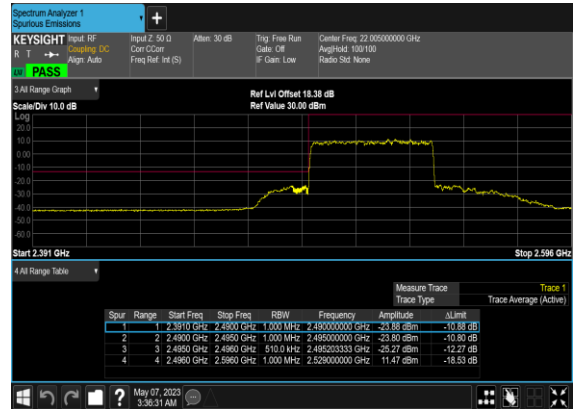 Spectrum Analyzer 1
Spurious Emissions
+
KEYSIGHT Input: RF Input Z: 50 Ω Atten: 30 dB Trig: Free Run Center Freq: 22.005000000 GHz
R T Coupling: DC Corr CCorr Gate: Off Avg|Hold: 100/100
Align: Auto Freq Ref: Int (S) IF Gain: Low Radio Std: None
LW PASS
3 All Range Graph Ref Lvl Offset 18.38 dB
Scale/Div 10.0 dB Ref Value 30.00 dBm
Log
20.0
10.0
0.00
-10.0
-20.0
-30.0
-40.0
-50.0
-60.0
Start 2.391 GHz Stop 2.596 GHz
4 All Range Table
Measure Trace Trace 1
Trace Type Trace Average (Active)
Spur Range Start Freq Stop Freq RBW Frequency Amplitude ΔLimit
1 1 2.3910 GHz 2.4900 GHz 1.000 MHz 2.490000000 GHz -23.88 dBm -10.88 dB
2 2 2.4900 GHz 2.4950 GHz 1.000 MHz 2.495000000 GHz -23.80 dBm -10.80 dB
3 3 2.4950 GHz 2.4960 GHz 510.0 kHz 2.495203333 GHz -25.27 dBm -12.27 dB
4 4 2.4960 GHz 2.5960 GHz 1.000 MHz 2.529000000 GHz 11.47 dBm -18.53 dB
? May 07, 2023
3:36:31 AM